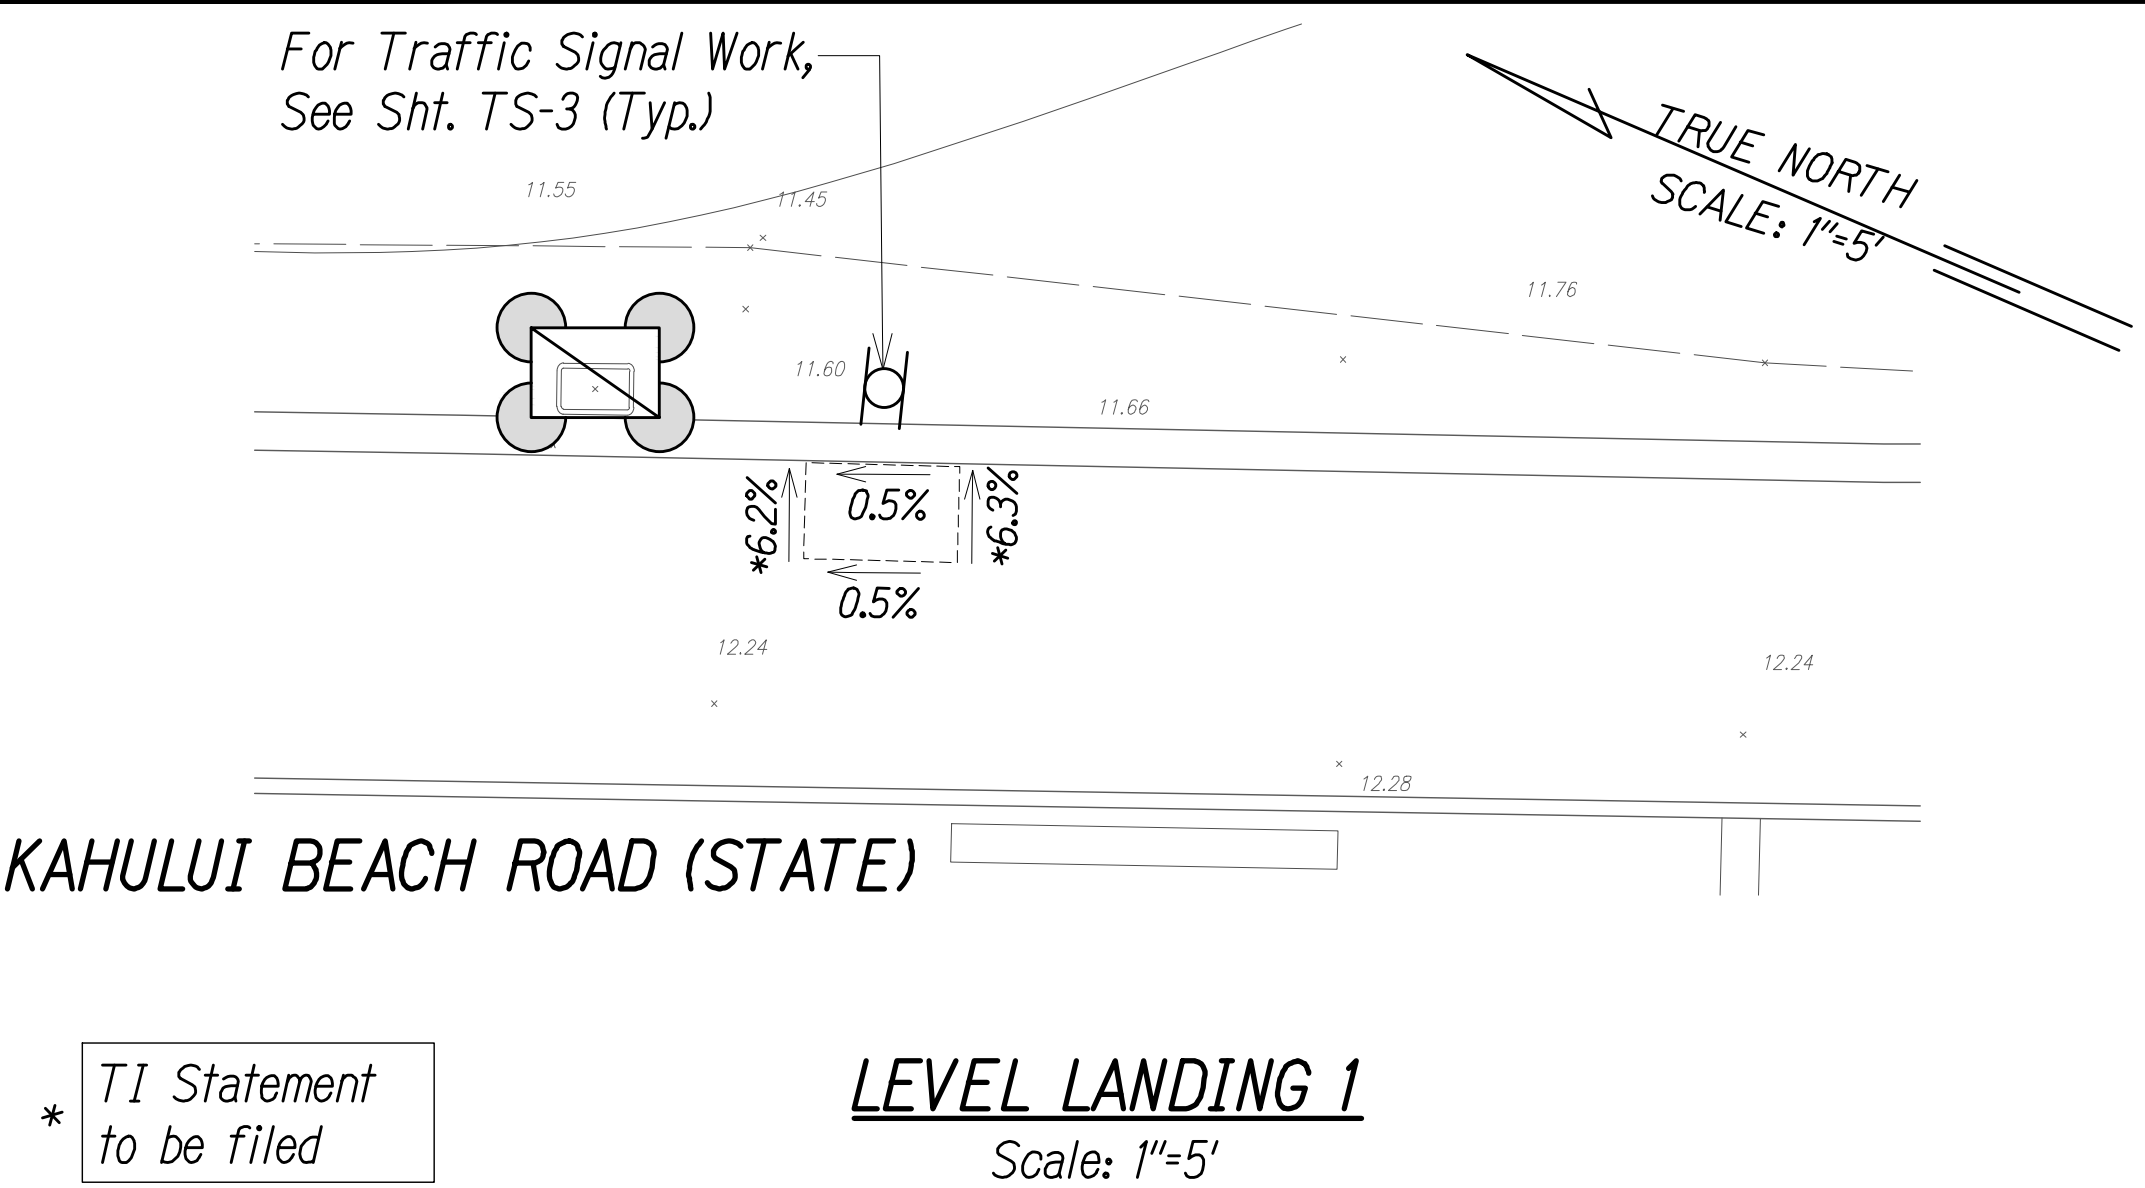 For Traffic Signal Work,
See Sht. TS-3 (Typ.)
TRUE NORTH
SCALE: 1"=5'
11.55
11.45
11.76
11.60
11.66
*6.2%
0.5%
*6.3%
0.5%
12.24
12.24
12.28
KAHULUI BEACH ROAD (STATE)
* TI Statement
to be filed
LEVEL LANDING 1
Scale: 1"=5'